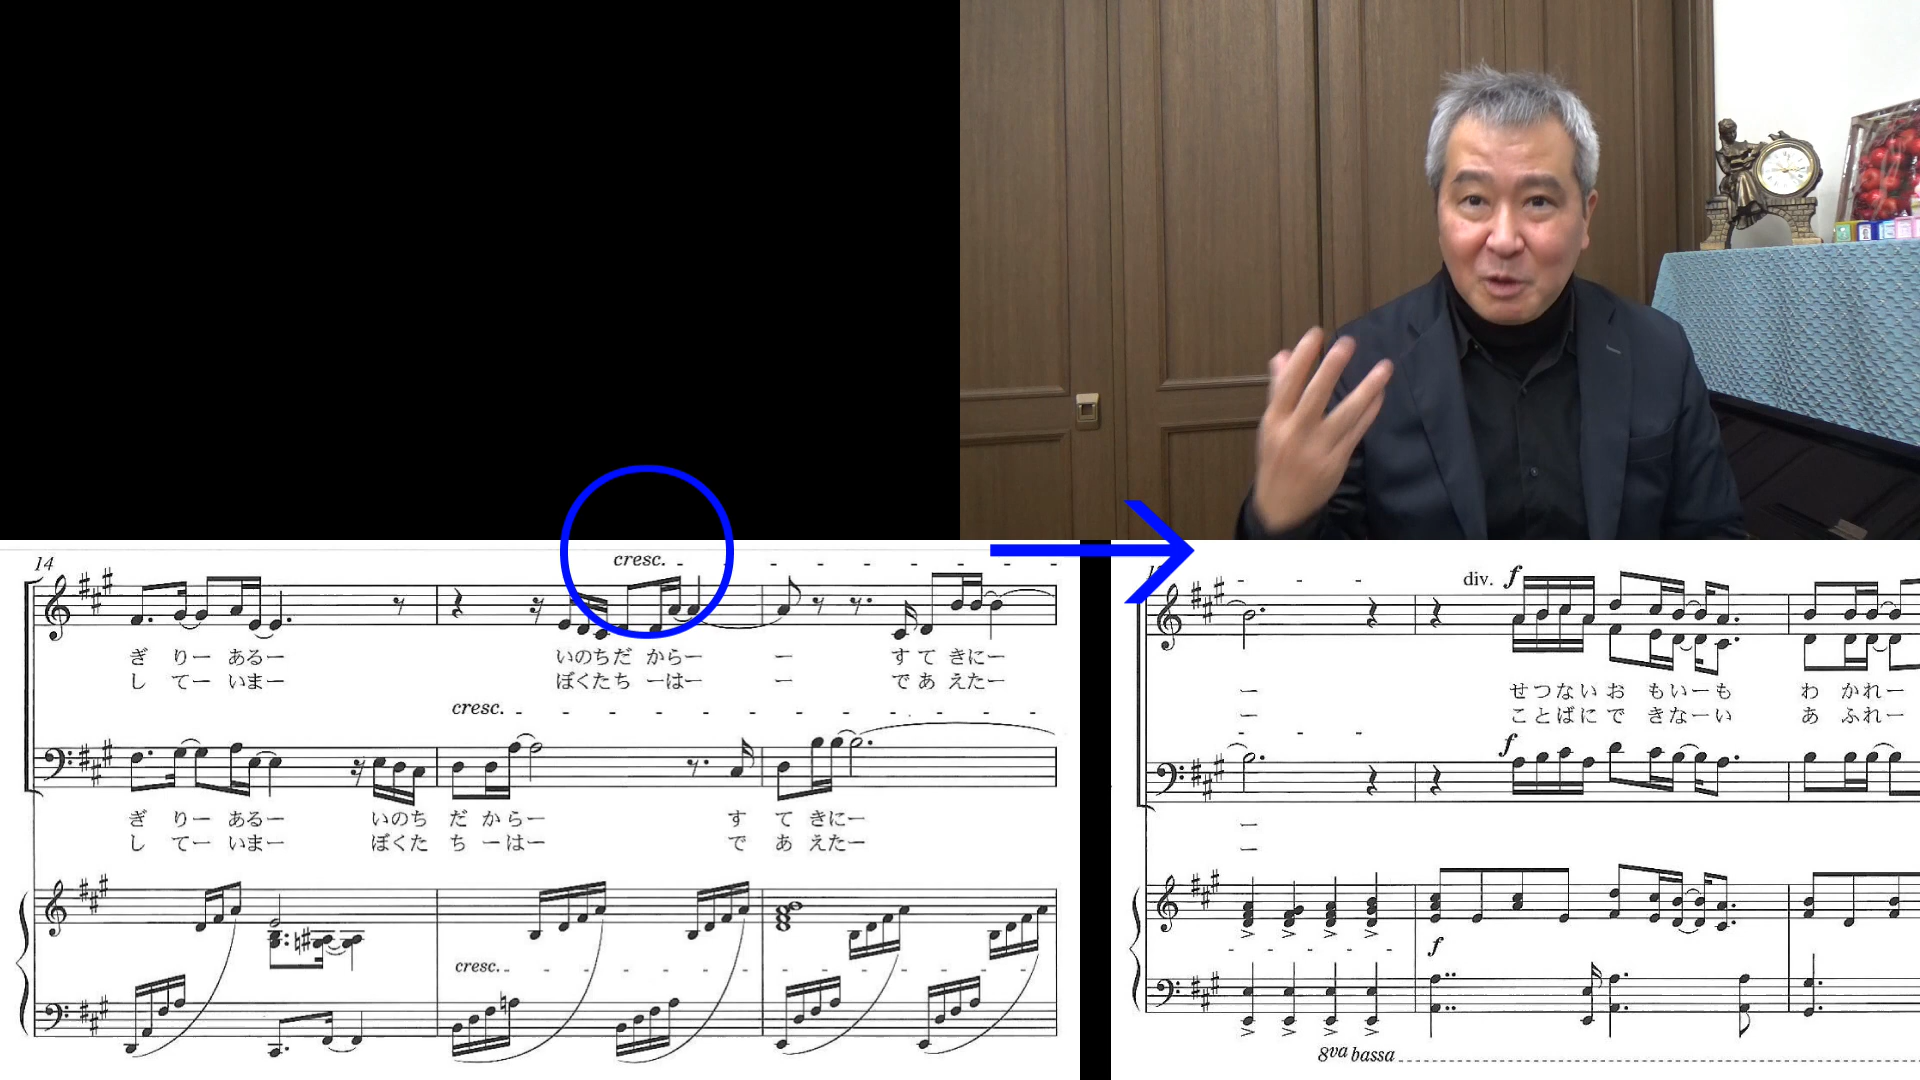 14
cresc.
ぎ りー あるー いのちだ からー ー す て きにー
し てー いまー ぼくたち ーはー ー で あ えたー
cresc.
ぎ りー あるー いのち だ からー す て きにー
し てー いまー ぼくた ち ーはー で あ えたー
cresc.
div. f
ー せつないお もいーも わ かれー
ー ことばにで きなーい あ ふれー
f
ー
ー
f
8va bassa